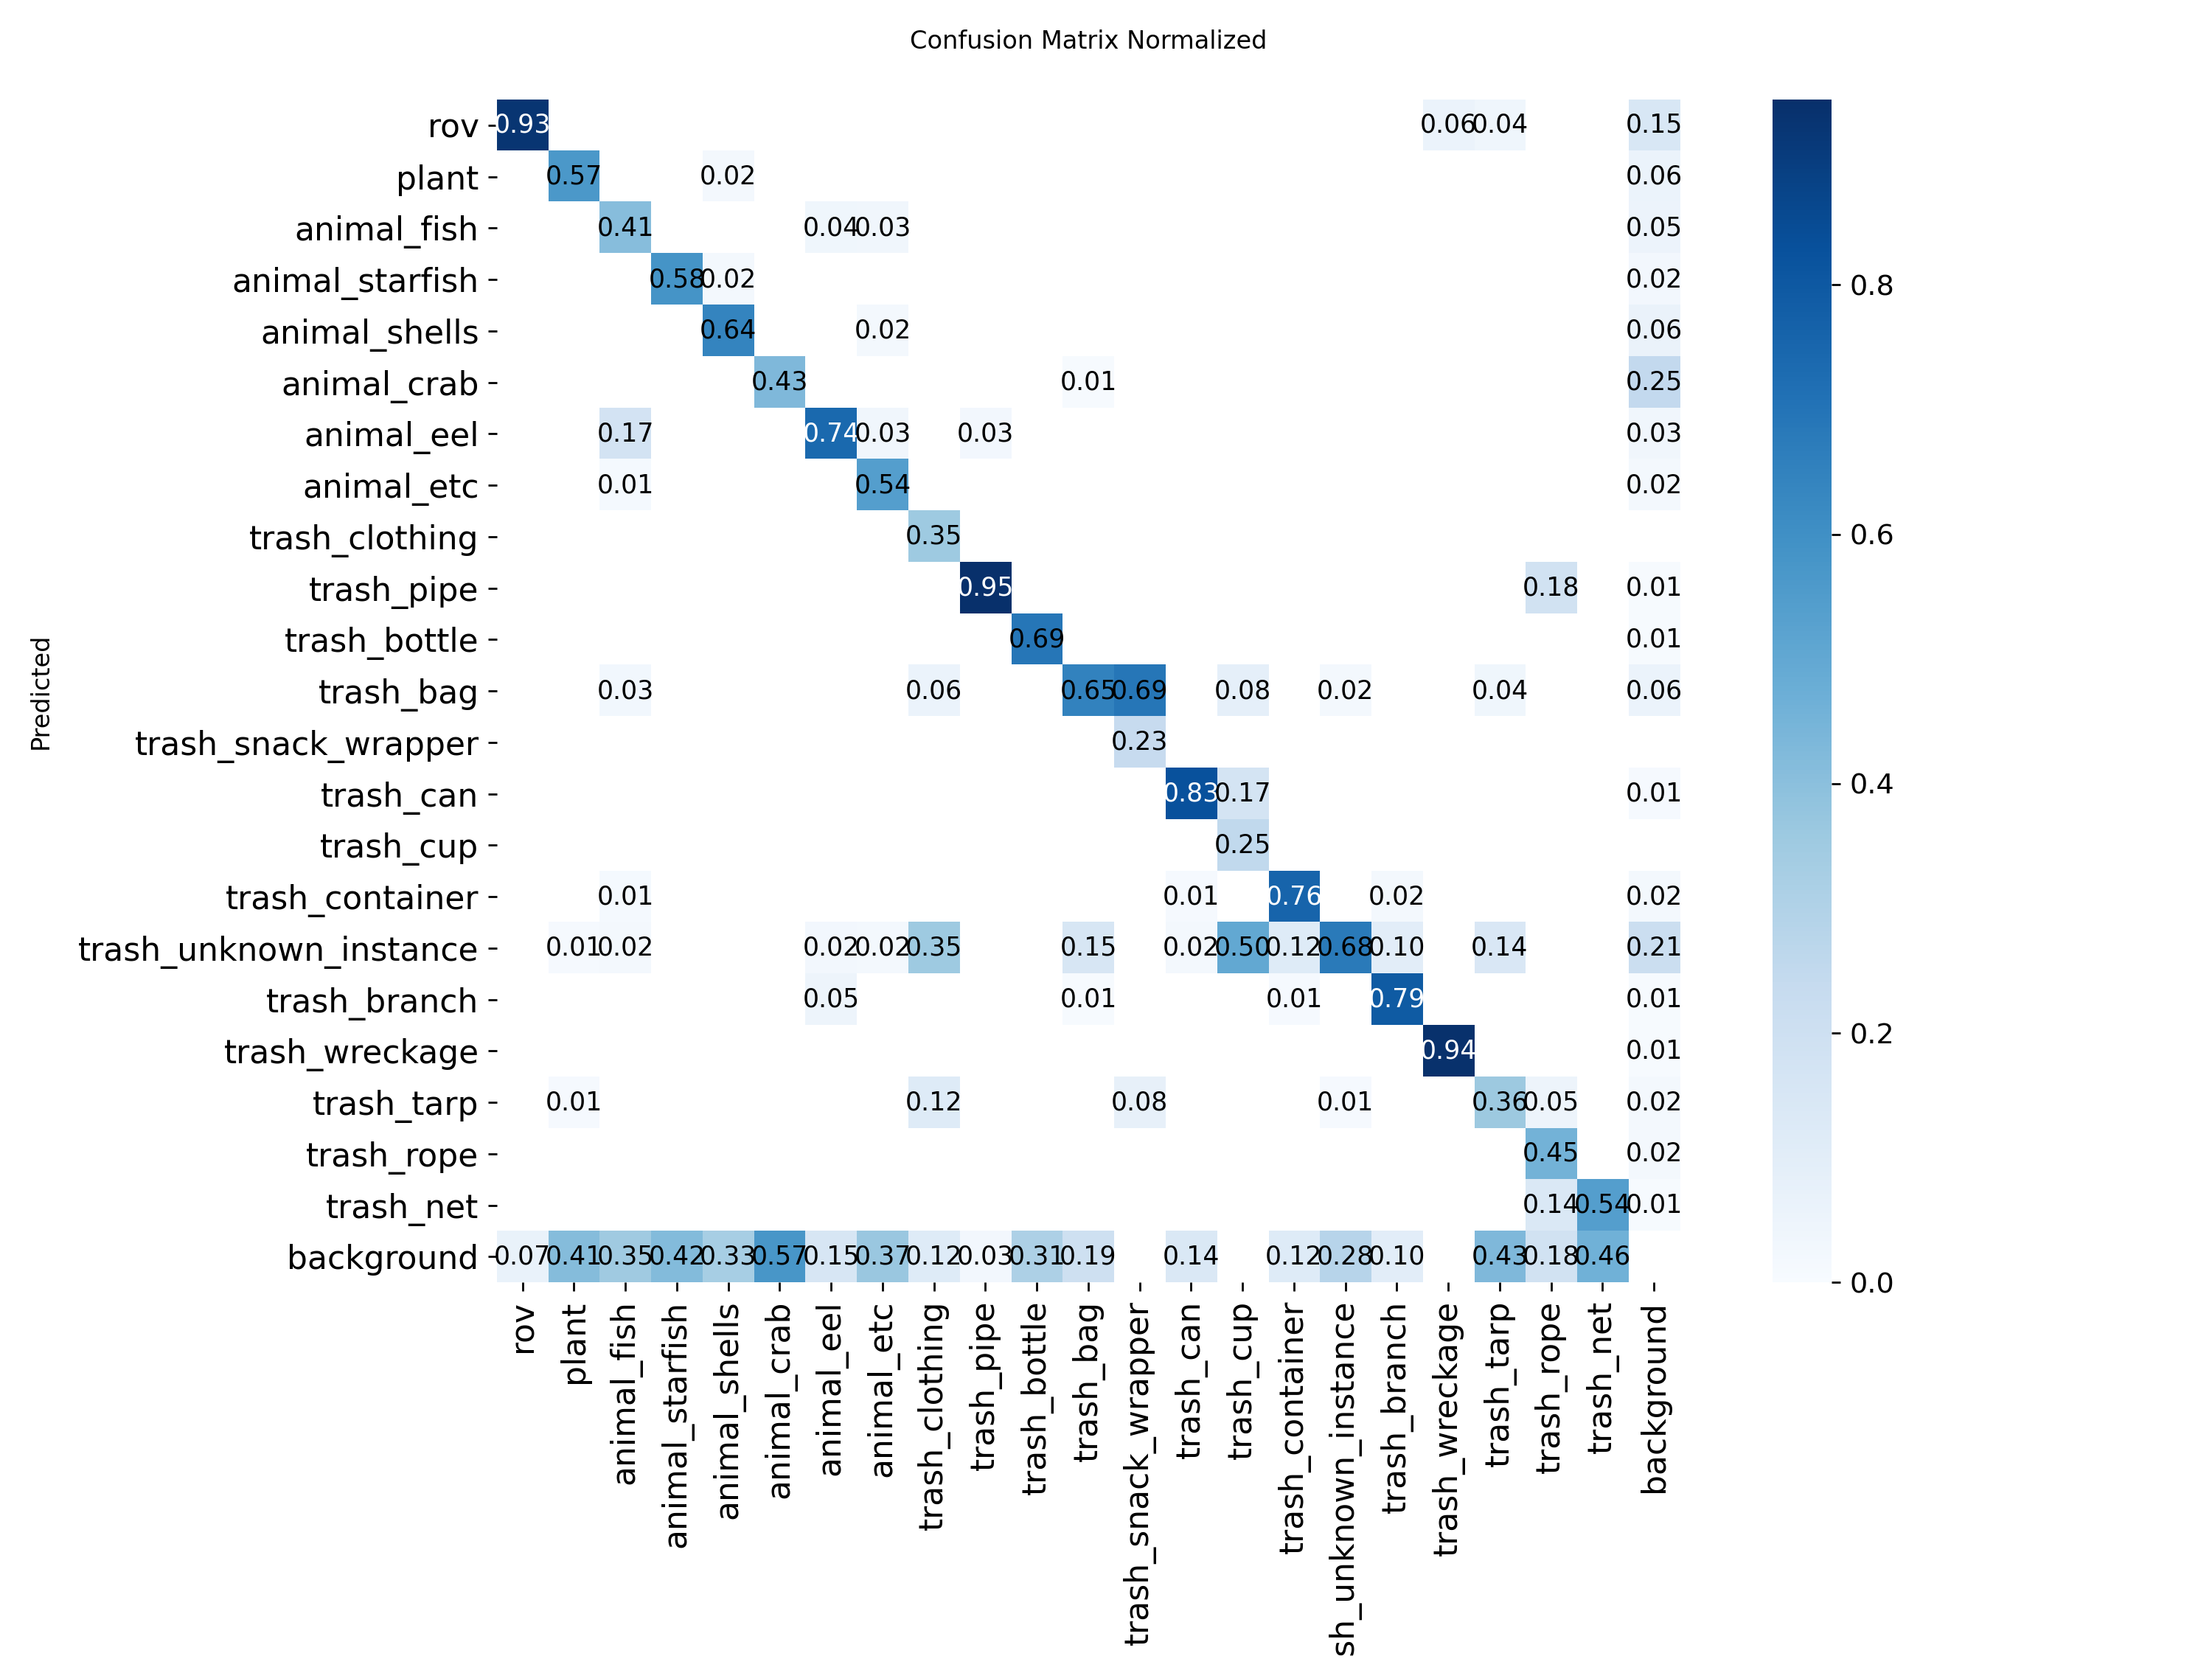 Confusion Matrix Normalized
rov 0.93 0.06 0.04 0.15
plant 0.57 0.02 0.06
animal_fish 0.41 0.04 0.03 0.05
animal_starfish 0.58 0.02 0.02
animal_shells 0.64 0.02 0.06
animal_crab 0.43 0.01 0.25
animal_eel 0.17 0.74 0.03 0.03 0.03
animal_etc 0.01 0.54 0.02
trash_clothing 0.35
trash_pipe 0.95 0.18 0.01
trash_bottle 0.69 0.01
trash_bag 0.03 0.06 0.65 0.69 0.08 0.02 0.04 0.06
trash_snack_wrapper 0.23
trash_can 0.83 0.17 0.01
trash_cup 0.25
trash_container 0.01 0.01 0.76 0.02 0.02
trash_unknown_instance 0.01 0.02 0.02 0.02 0.35 0.15 0.02 0.50 0.12 0.68 0.10 0.14 0.21
trash_branch 0.05 0.01 0.01 0.79 0.01
trash_wreckage 0.94 0.01
trash_tarp 0.01 0.12 0.08 0.01 0.36 0.05 0.02
trash_rope 0.45 0.02
trash_net 0.14 0.54 0.01
background 0.07 0.41 0.35 0.42 0.33 0.57 0.15 0.37 0.12 0.03 0.31 0.19 0.14 0.12 0.28 0.10 0.43 0.18 0.46
Predicted
rov
plant
animal_fish
animal_starfish
animal_shells
animal_crab
animal_eel
animal_etc
trash_clothing
trash_pipe
trash_bottle
trash_bag
trash_snack_wrapper
trash_can
trash_cup
trash_container
sh_unknown_instance
trash_branch
trash_wreckage
trash_tarp
trash_rope
trash_net
background
0.8
0.6
0.4
0.2
0.0